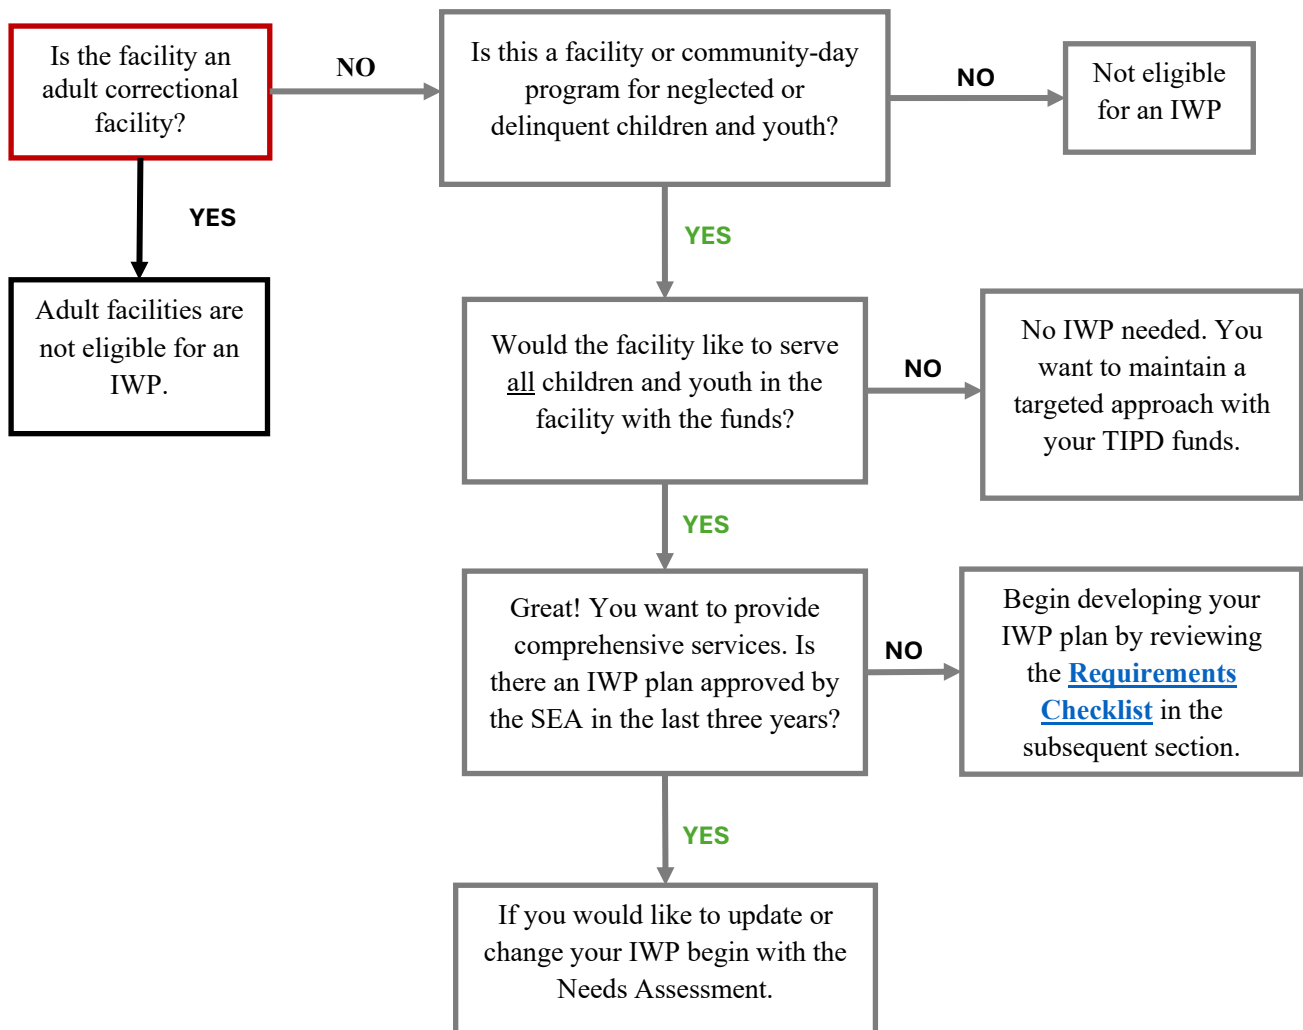 Is the facility an
adult correctional
facility?
NO
Is this a facility or community-day
program for neglected or
delinquent children and youth?
NO
Not eligible
for an IWP
YES
Adult facilities are
not eligible for an
IWP.
YES
Would the facility like to serve
all children and youth in the
facility with the funds?
NO
No IWP needed. You
want to maintain a
targeted approach with
your TIPD funds.
YES
Great! You want to provide
comprehensive services. Is
there an IWP plan approved by
the SEA in the last three years?
NO
Begin developing your
IWP plan by reviewing
the Requirements
Checklist in the
subsequent section.
YES
If you would like to update or
change your IWP begin with the
Needs Assessment.